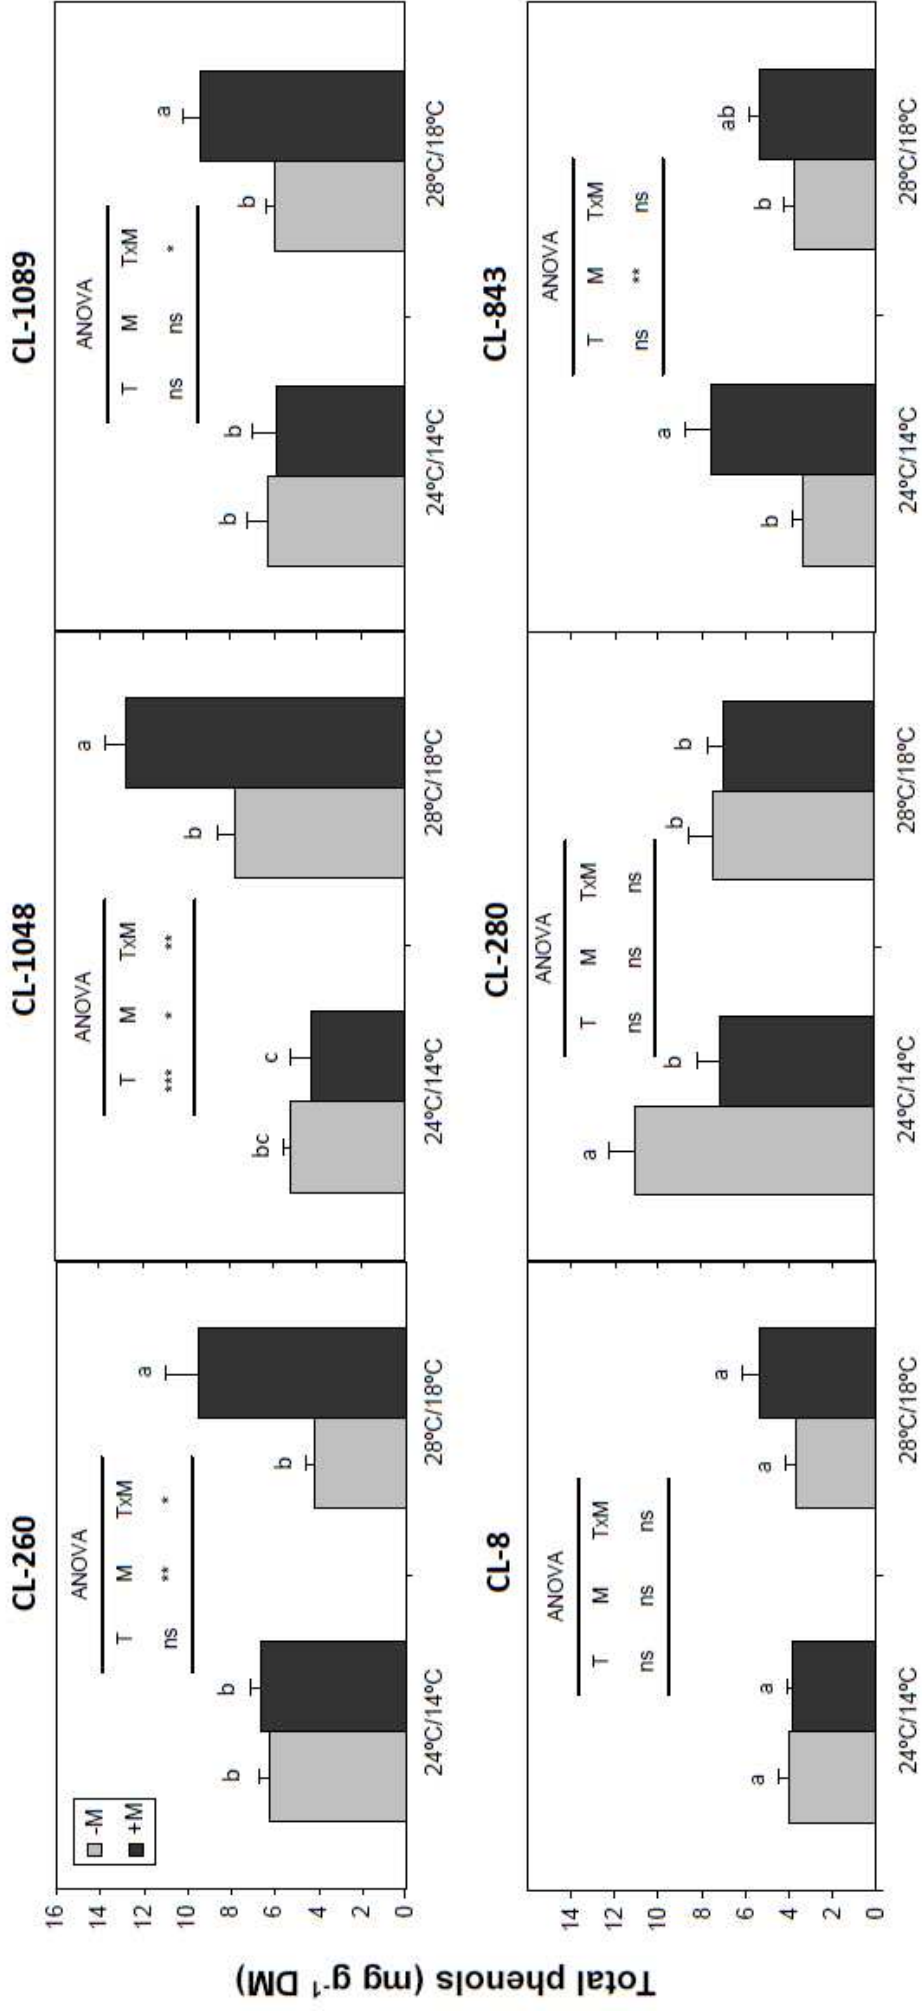 Total phenols (mg g-1 DM)
CL-260
16
14
12
10
8
6
4
2
0
-M
+M
ANOVA
T M TxM
ns ** *
b b b a
24ºC/14ºC 28ºC/18ºC
CL-1048
ANOVA
T M TxM
*** * **
bc c b a
24ºC/14ºC 28ºC/18ºC
CL-1089
ANOVA
T M TxM
ns ns *
b b b a
24ºC/14ºC 28ºC/18ºC
CL-8
14
12
10
8
6
4
2
0
ANOVA
T M TxM
ns ns ns
a a a a
24ºC/14ºC 28ºC/18ºC
CL-280
ANOVA
T M TxM
ns ns ns
a b b b
24ºC/14ºC 28ºC/18ºC
CL-843
ANOVA
T M TxM
ns ** ns
b a b ab
24ºC/14ºC 28ºC/18ºC